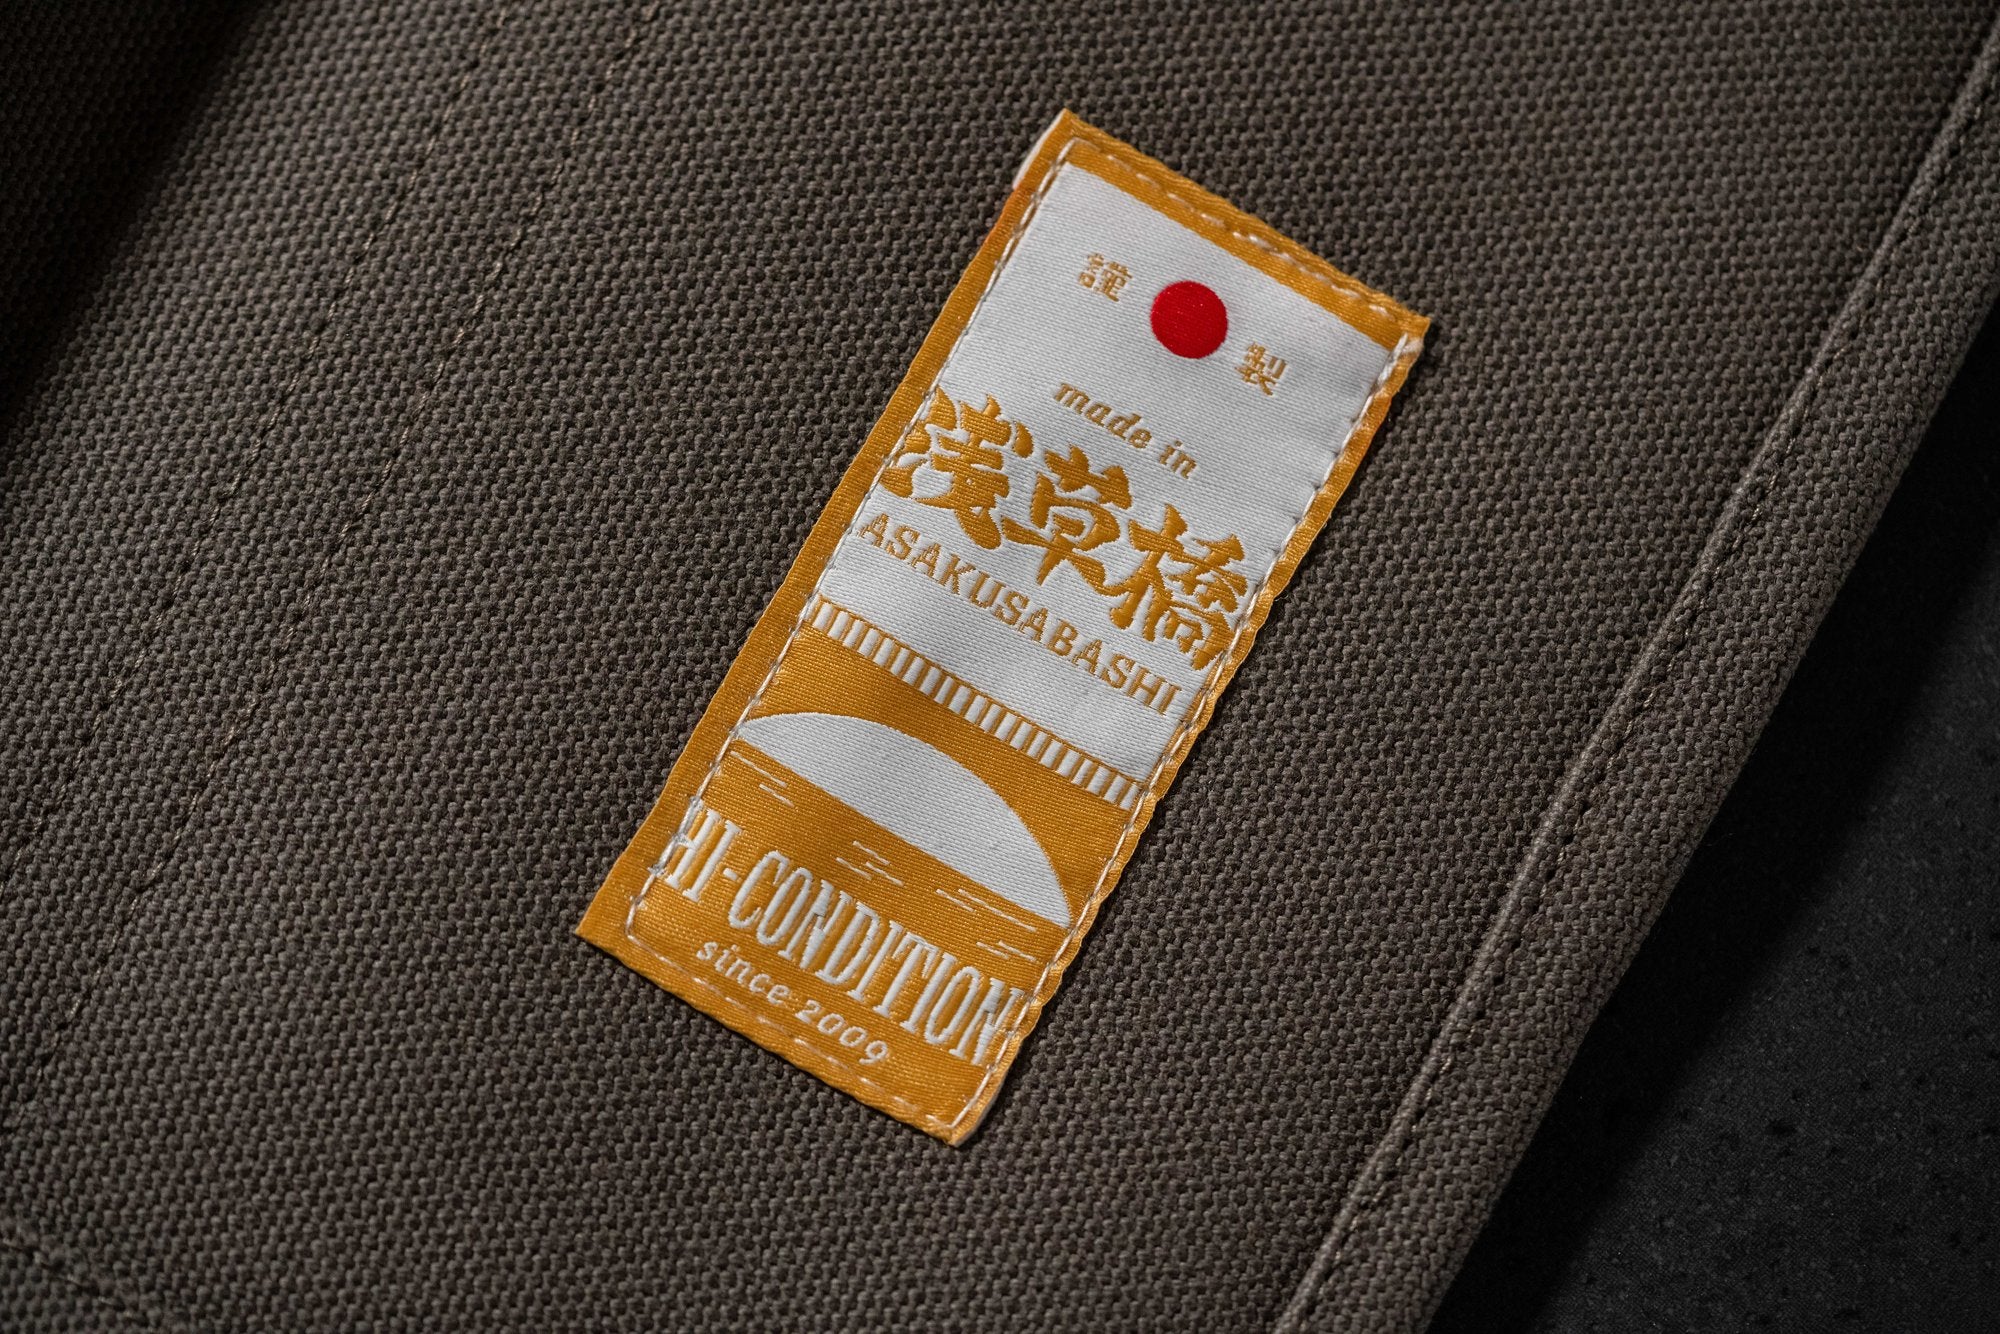 謹製
made in
浅草橋
ASAKUSABASHI
HI-CONDITION
since 2009